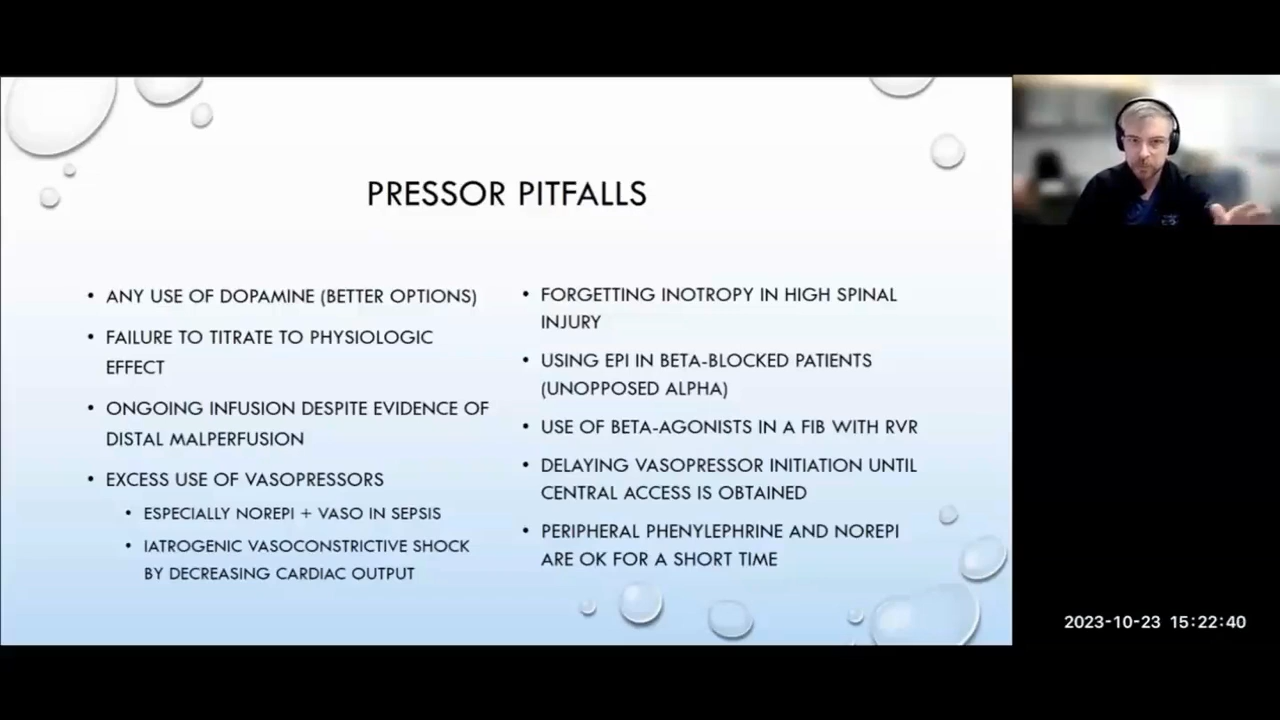 PRESSOR PITFALLS
• ANY USE OF DOPAMINE (BETTER OPTIONS)
• FAILURE TO TITRATE TO PHYSIOLOGIC
EFFECT
• ONGOING INFUSION DESPITE EVIDENCE OF
DISTAL MALPERFUSION
• EXCESS USE OF VASOPRESSORS
• ESPECIALLY NOREPI + VASO IN SEPSIS
• IATROGENIC VASOCONSTRICTIVE SHOCK
BY DECREASING CARDIAC OUTPUT
• FORGETTING INOTROPY IN HIGH SPINAL
INJURY
• USING EPI IN BETA-BLOCKED PATIENTS
(UNOPPOSED ALPHA)
• USE OF BETA-AGONISTS IN A FIB WITH RVR
• DELAYING VASOPRESSOR INITIATION UNTIL
CENTRAL ACCESS IS OBTAINED
• PERIPHERAL PHENYLEPHRINE AND NOREPI
ARE OK FOR A SHORT TIME
2023-10-23 15:22:40